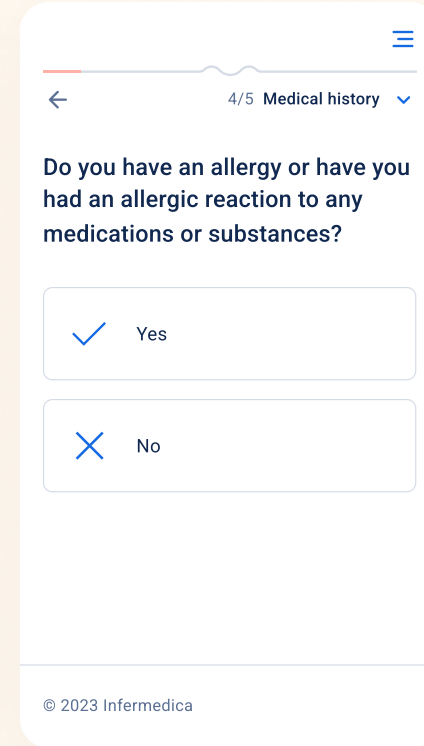 4/5 Medical history
Do you have an allergy or have you
had an allergic reaction to any
medications or substances?
Yes
No
© 2023 Infermedica